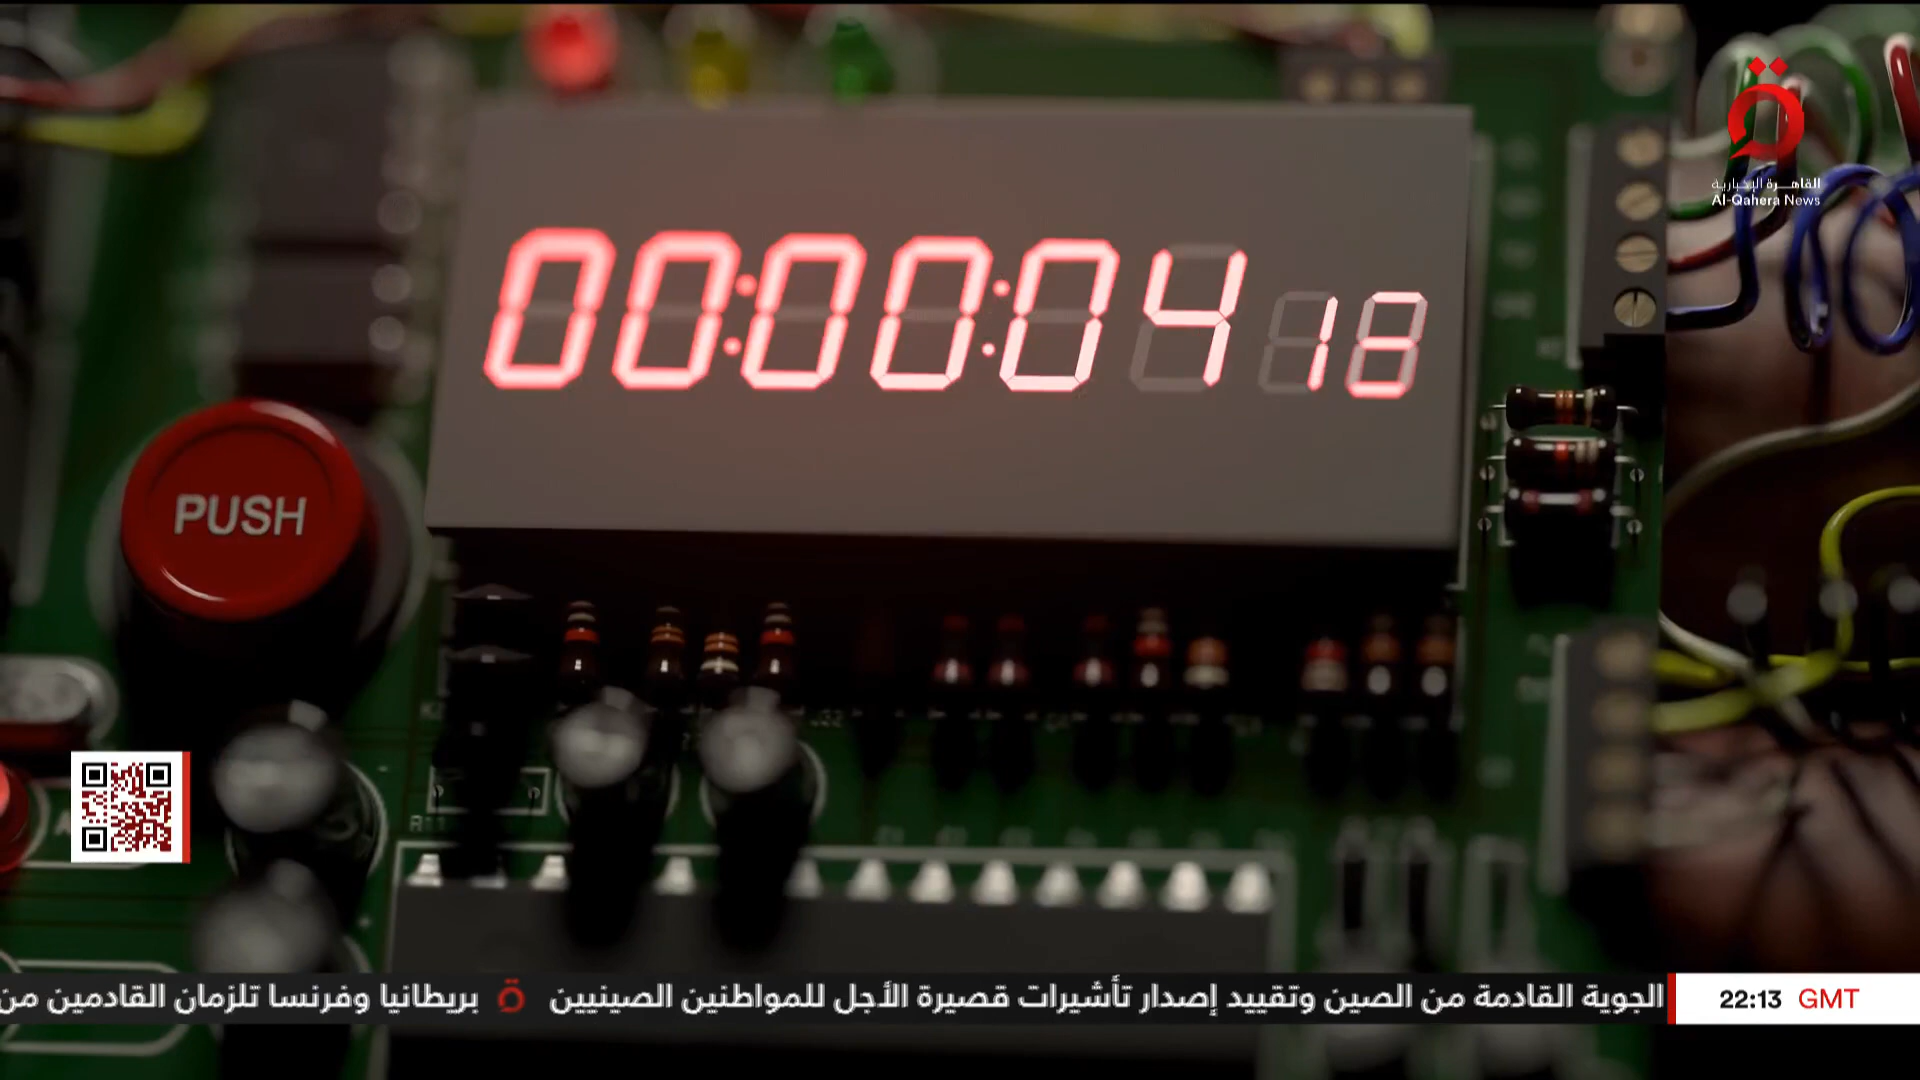 القاهرة الإخبارية
Al-Qahera News
00:00:04
PUSH
R11
الجوية القادمة من الصين وتقييد إصدار تأشيرات قصيرة الأجل للمواطنين الصينيين بريطانيا وفرنسا تلزمان القادمين من
22:13 GMT